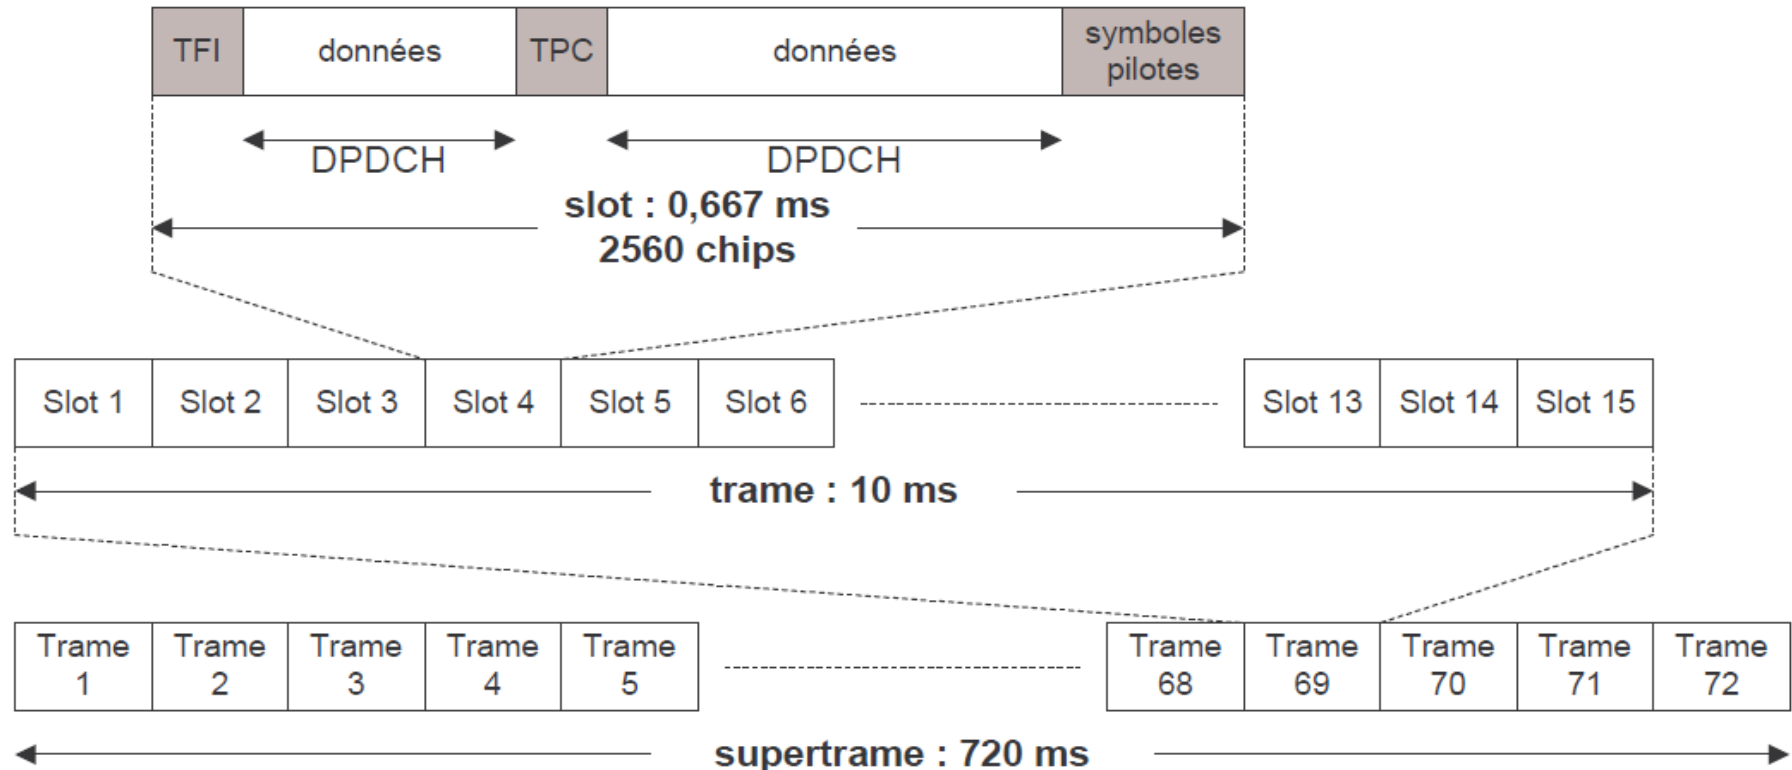 TFI données TPC données symboles
pilotes
DPDCH DPDCH
slot : 0,667 ms
2560 chips
Slot 1 Slot 2 Slot 3 Slot 4 Slot 5 Slot 6 Slot 13 Slot 14 Slot 15
trame : 10 ms
Trame Trame Trame Trame Trame Trame Trame Trame Trame Trame
1 2 3 4 5 68 69 70 71 72
supertrame : 720 ms